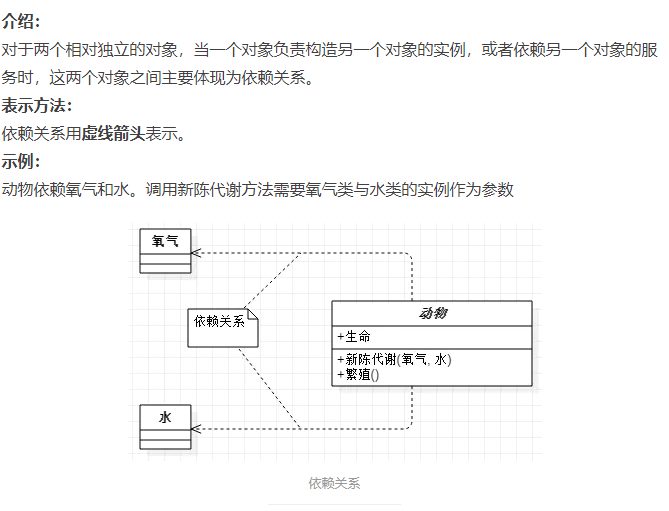 介绍：
对于两个相对独立的对象，当一个对象负责构造另一个对象的实例，或者依赖另一个对象的服
务时，这两个对象之间主要体现为依赖关系。
表示方法：
依赖关系用虚线箭头表示。
示例：
动物依赖氧气和水。调用新陈代谢方法需要氧气类与水类的实例作为参数
氧气
依赖关系
动物
+生命
+新陈代谢(氧气, 水)
+繁殖()
水
依赖关系